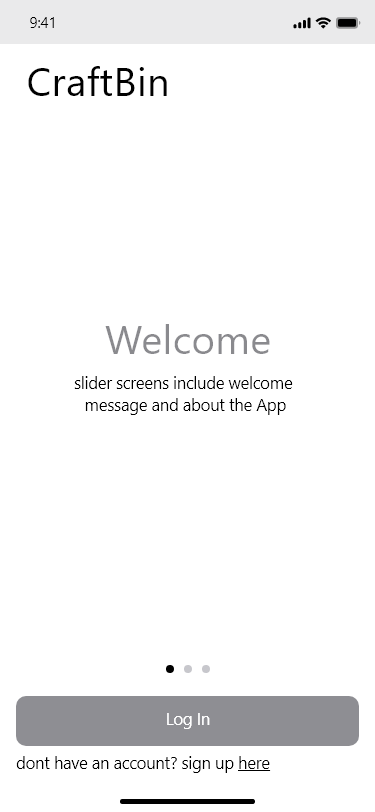 9:41
CraftBin
Welcome
slider screens include welcome
message and about the App
Log In
dont have an account? sign up here